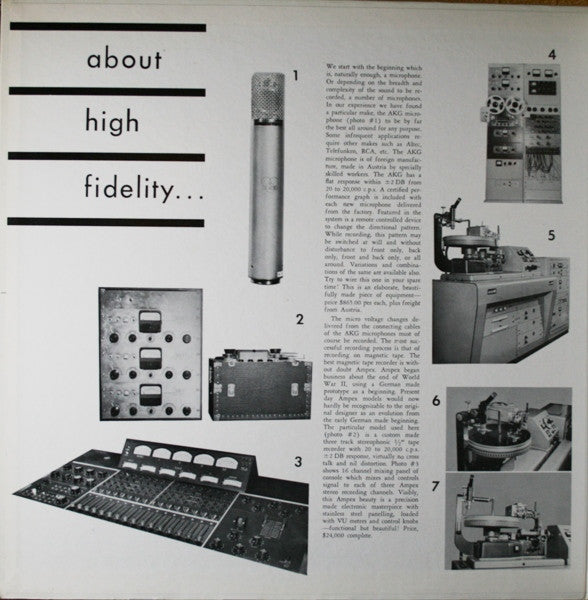 about
high
fidelity...
1
2
3
We start with the beginning which
is, naturally enough, a microphone.
Or depending on the breadth and
complexity of the sound to be re-
corded, a number of microphones.
In our experience we have found
a particular make, the AKG micro-
phone (photo #1) to be by far
the best all around for any purpose.
Some infrequent applications re-
quire other makes such as Altec,
Telefunken, RCA, etc. The AKG
microphone is of foreign manufac-
ture, made in Austria by specially
skilled workers. The AKG has a
flat response within ±2 DB from
20 to 20,000 c.p.s. A certified per-
formance graph is included with
each new microphone delivered
from the factory. Featured in the
system is a remote controlled device
to change the directional pattern.
While recording, this pattern may
be switched at will and without
disturbance to front only, back
only, front and back only, or all
around. Variations and combina-
tions of the same are available also.
Try to wire this one in your spare
time! This is an elaborate, beauti-
fully made piece of equipment—
price $865.00 per each, plus freight
from Austria.
The micro voltage changes de-
livered from the connecting cables
of the AKG microphones must of
course be recorded. The most suc-
cessful recording process is that of
recording on magnetic tape. The
best magnetic tape recorder is with-
out doubt Ampex. Ampex began
business about the end of World
War II, using a German made
prototype as a beginning. Present
day Ampex models would now
hardly be recognizable to the origi-
nal designer as an evolution from
the early German made beginning.
The particular model used here
(photo #2) is a custom made
three track stereophonic ½" tape
recorder with 20 to 20,000 c.p.s.
±2 DB response, virtually no cross
talk and nil distortion. Photo #3
shows 16 channel mixing panel of
console which mixes and controls
signal to each of three Ampex
stereo recording channels. Visibly,
this Ampex beauty is a precision
made electronic masterpiece with
stainless steel panelling, loaded
with VU meters and control knobs
—functional but beautiful! Price,
$24,000 complete.
4
5
6
7